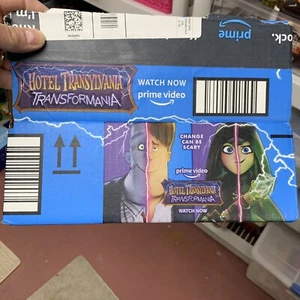 prime
ock.
HOTEL TRANSYLVANIA
TRANSFORMANIA
WATCH NOW
prime video
CHANGE
CAN BE
SCARY
prime video
HOTEL TRANSYLVANIA
TRANSFORMANIA
WATCH NOW